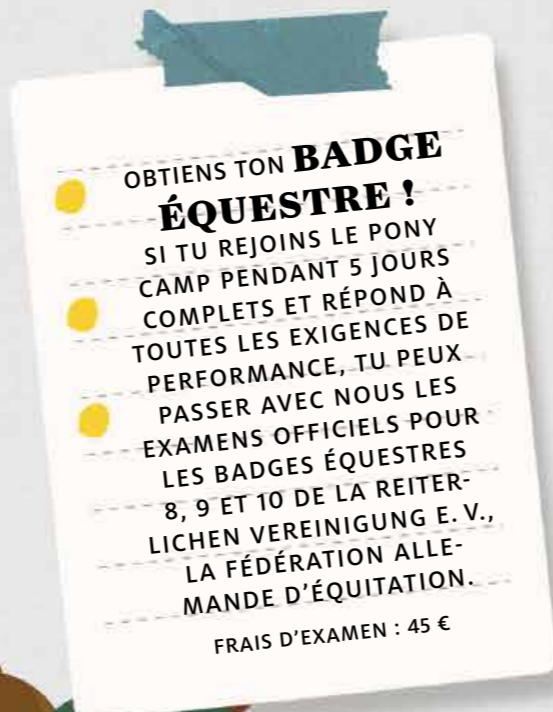 OBTIENS TON BADGE
ÉQUESTRE !
SI TU REJOINS LE PONY
CAMP PENDANT 5 JOURS
COMPLETS ET RÉPOND À
TOUTES LES EXIGENCES DE
PERFORMANCE, TU PEUX
PASSER AVEC NOUS LES
EXAMENS OFFICIELS POUR
LES BADGES ÉQUESTRES
8, 9 ET 10 DE LA REITER-
LICHEN VEREINIGUNG E. V.,
LA FÉDÉRATION ALLE-
MANDE D'ÉQUITATION.
FRAIS D'EXAMEN : 45 €